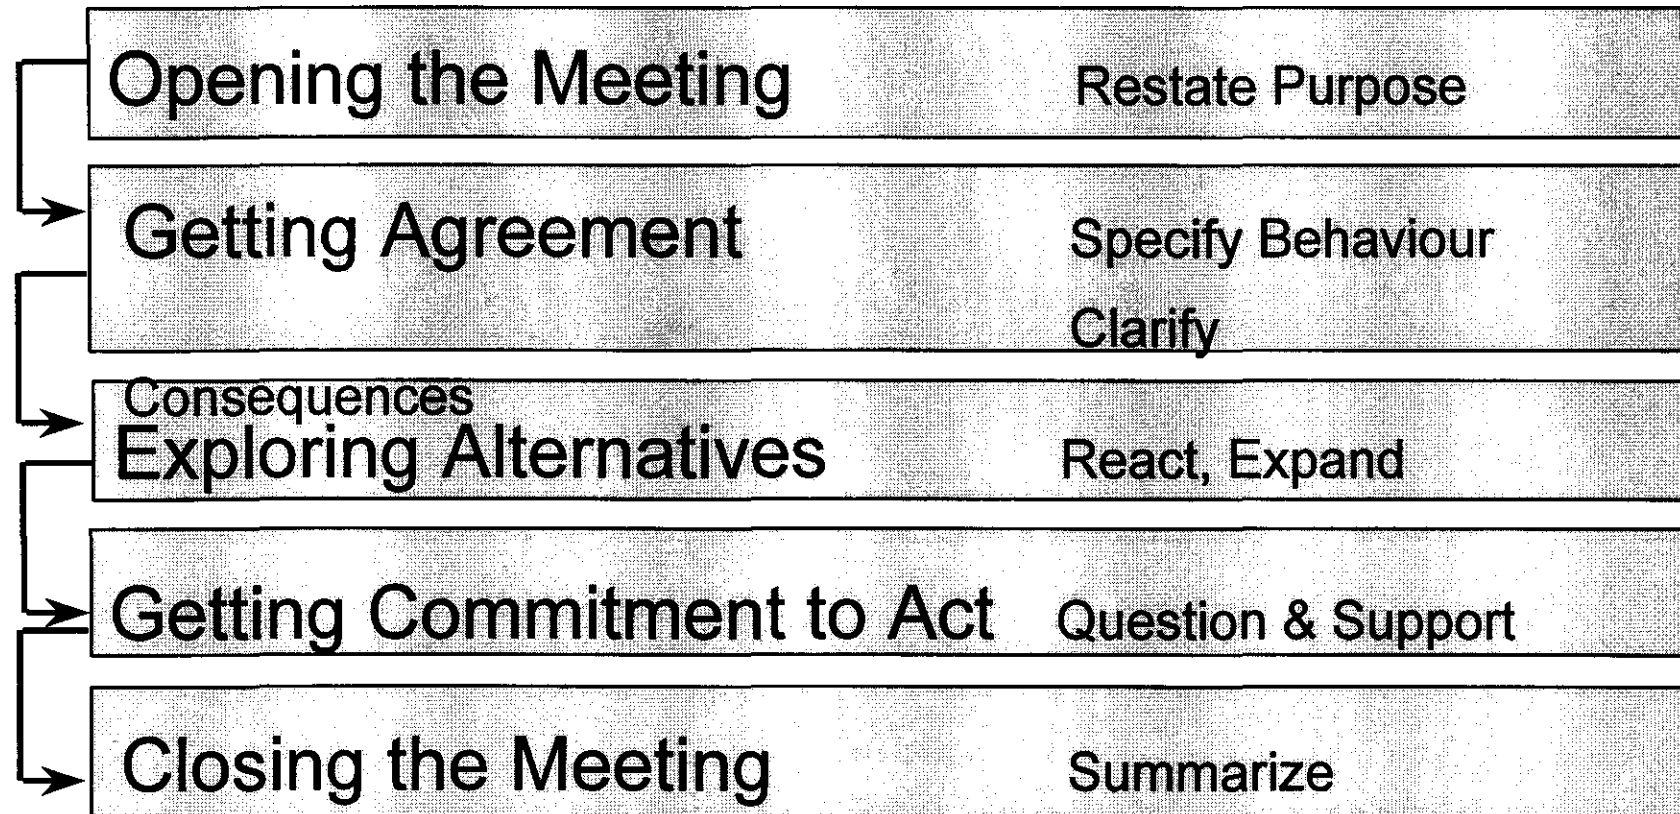 Opening the Meeting Restate Purpose
Getting Agreement Specify Behaviour
Clarify
Consequences
Exploring Alternatives React, Expand
Getting Commitment to Act Question & Support
Closing the Meeting Summarize